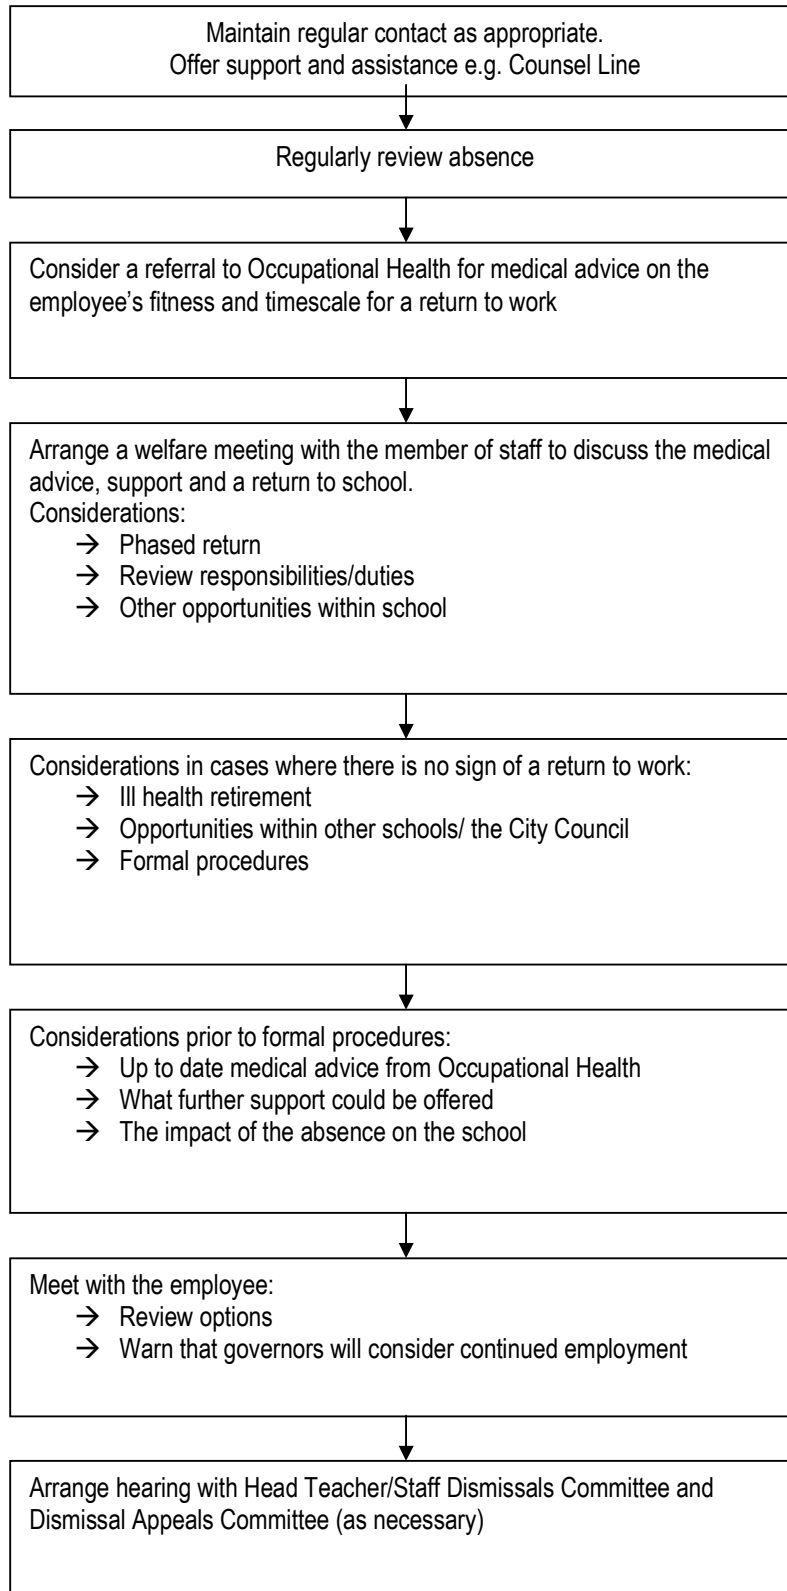 Maintain regular contact as appropriate.
Offer support and assistance e.g. Counsel Line
Regularly review absence
Consider a referral to Occupational Health for medical advice on the
employee's fitness and timescale for a return to work
Arrange a welfare meeting with the member of staff to discuss the medical
advice, support and a return to school.
Considerations:
→ Phased return
→ Review responsibilities/duties
→ Other opportunities within school
Considerations in cases where there is no sign of a return to work:
→ Ill health retirement
→ Opportunities within other schools/ the City Council
→ Formal procedures
Considerations prior to formal procedures:
→ Up to date medical advice from Occupational Health
→ What further support could be offered
→ The impact of the absence on the school
Meet with the employee:
→ Review options
→ Warn that governors will consider continued employment
Arrange hearing with Head Teacher/Staff Dismissals Committee and
Dismissal Appeals Committee (as necessary)